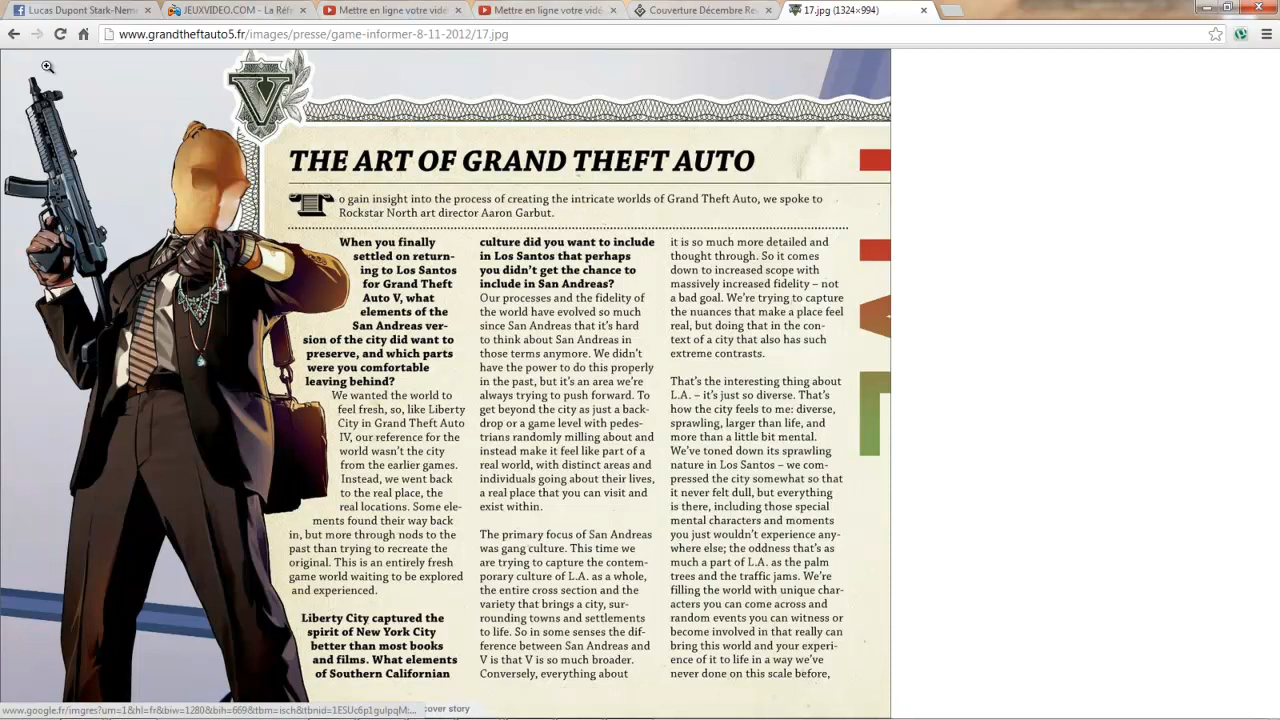 Lucas Dupont Stark-Neme
JEUXVIDEO.COM - La Réf
Mettre en ligne votre vidé
Mettre en ligne votre vidé
Couverture Décembre Re
17.jpg (1324×994)
www.grandtheftauto5.fr/images/presse/game-informer-8-11-2012/17.jpg
V
THE ART OF GRAND THEFT AUTO
To gain insight into the process of creating the intricate worlds of Grand Theft Auto, we spoke to
Rockstar North art director Aaron Garbut.
When you finally
settled on return-
ing to Los Santos
for Grand Theft
Auto V, what
elements of the
San Andreas ver-
sion of the city did want to
preserve, and which parts
were you comfortable
leaving behind?
We wanted the world to
feel fresh, so, like Liberty
City in Grand Theft Auto
IV, our reference for the
world wasn't the city
from the earlier games.
Instead, we went back
to the real place, the
real locations. Some ele-
ments found their way back
in, but more through nods to the
past than trying to recreate the
original. This is an entirely fresh
game world waiting to be explored
and experienced.
Liberty City captured the
spirit of New York City
better than most books
and films. What elements
of Southern Californian
culture did you want to include
in Los Santos that perhaps
you didn't get the chance to
include in San Andreas?
Our processes and the fidelity of
the world have evolved so much
since San Andreas that it's hard
to think about San Andreas in
those terms anymore. We didn't
have the power to do this properly
in the past, but it's an area we're
always trying to push forward. To
get beyond the city as just a back-
drop or a game level with pedes-
trians randomly milling about and
instead make it feel like part of a
real world, with distinct areas and
individuals going about their lives,
a real place that you can visit and
exist within.
The primary focus of San Andreas
was gang culture. This time we
are trying to capture the contem-
porary culture of L.A. as a whole,
the entire cross section and the
variety that brings a city, sur-
rounding towns and settlements
to life. So in some senses the dif-
ference between San Andreas and
V is that V is so much broader.
Conversely, everything about
it is so much more detailed and
thought through. So it comes
down to increased scope with
massively increased fidelity – not
a bad goal. We're trying to capture
the nuances that make a place feel
real, but doing that in the con-
text of a city that also has such
extreme contrasts.
That's the interesting thing about
L.A. – it's just so diverse. That's
how the city feels to me: diverse,
sprawling, larger than life, and
more than a little bit mental.
We've toned down its sprawling
nature in Los Santos – we com-
pressed the city somewhat so that
it never felt dull, but everything
is there, including those special
mental characters and moments
you just wouldn't experience any-
where else; the oddness that's as
much a part of L.A. as the palm
trees and the traffic jams. We're
filling the world with unique char-
acters you can come across and
random events you can witness or
become involved in that really can
bring this world and your experi-
ence of it to life in a way we've
never done on this scale before,
cover story